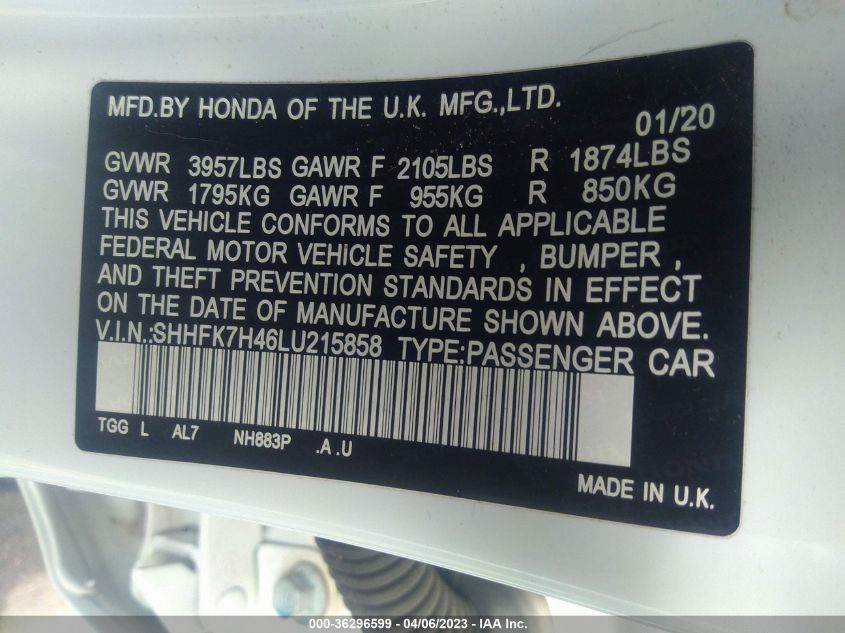 MFD.BY HONDA OF THE U.K. MFG.,LTD.
01/20
GVWR 3957LBS GAWR F 2105LBS R 1874LBS
GVWR 1795KG GAWR F 955KG R 850KG
THIS VEHICLE CONFORMS TO ALL APPLICABLE
FEDERAL MOTOR VEHICLE SAFETY , BUMPER ,
AND THEFT PREVENTION STANDARDS IN EFFECT
ON THE DATE OF MANUFACTURE SHOWN ABOVE.
V.I.N.:SHHFK7H46LU215858 TYPE:PASSENGER CAR
TGG L AL7 NH883P .A .U
MADE IN U.K.
000-36296599 - 04/06/2023 - IAA Inc.